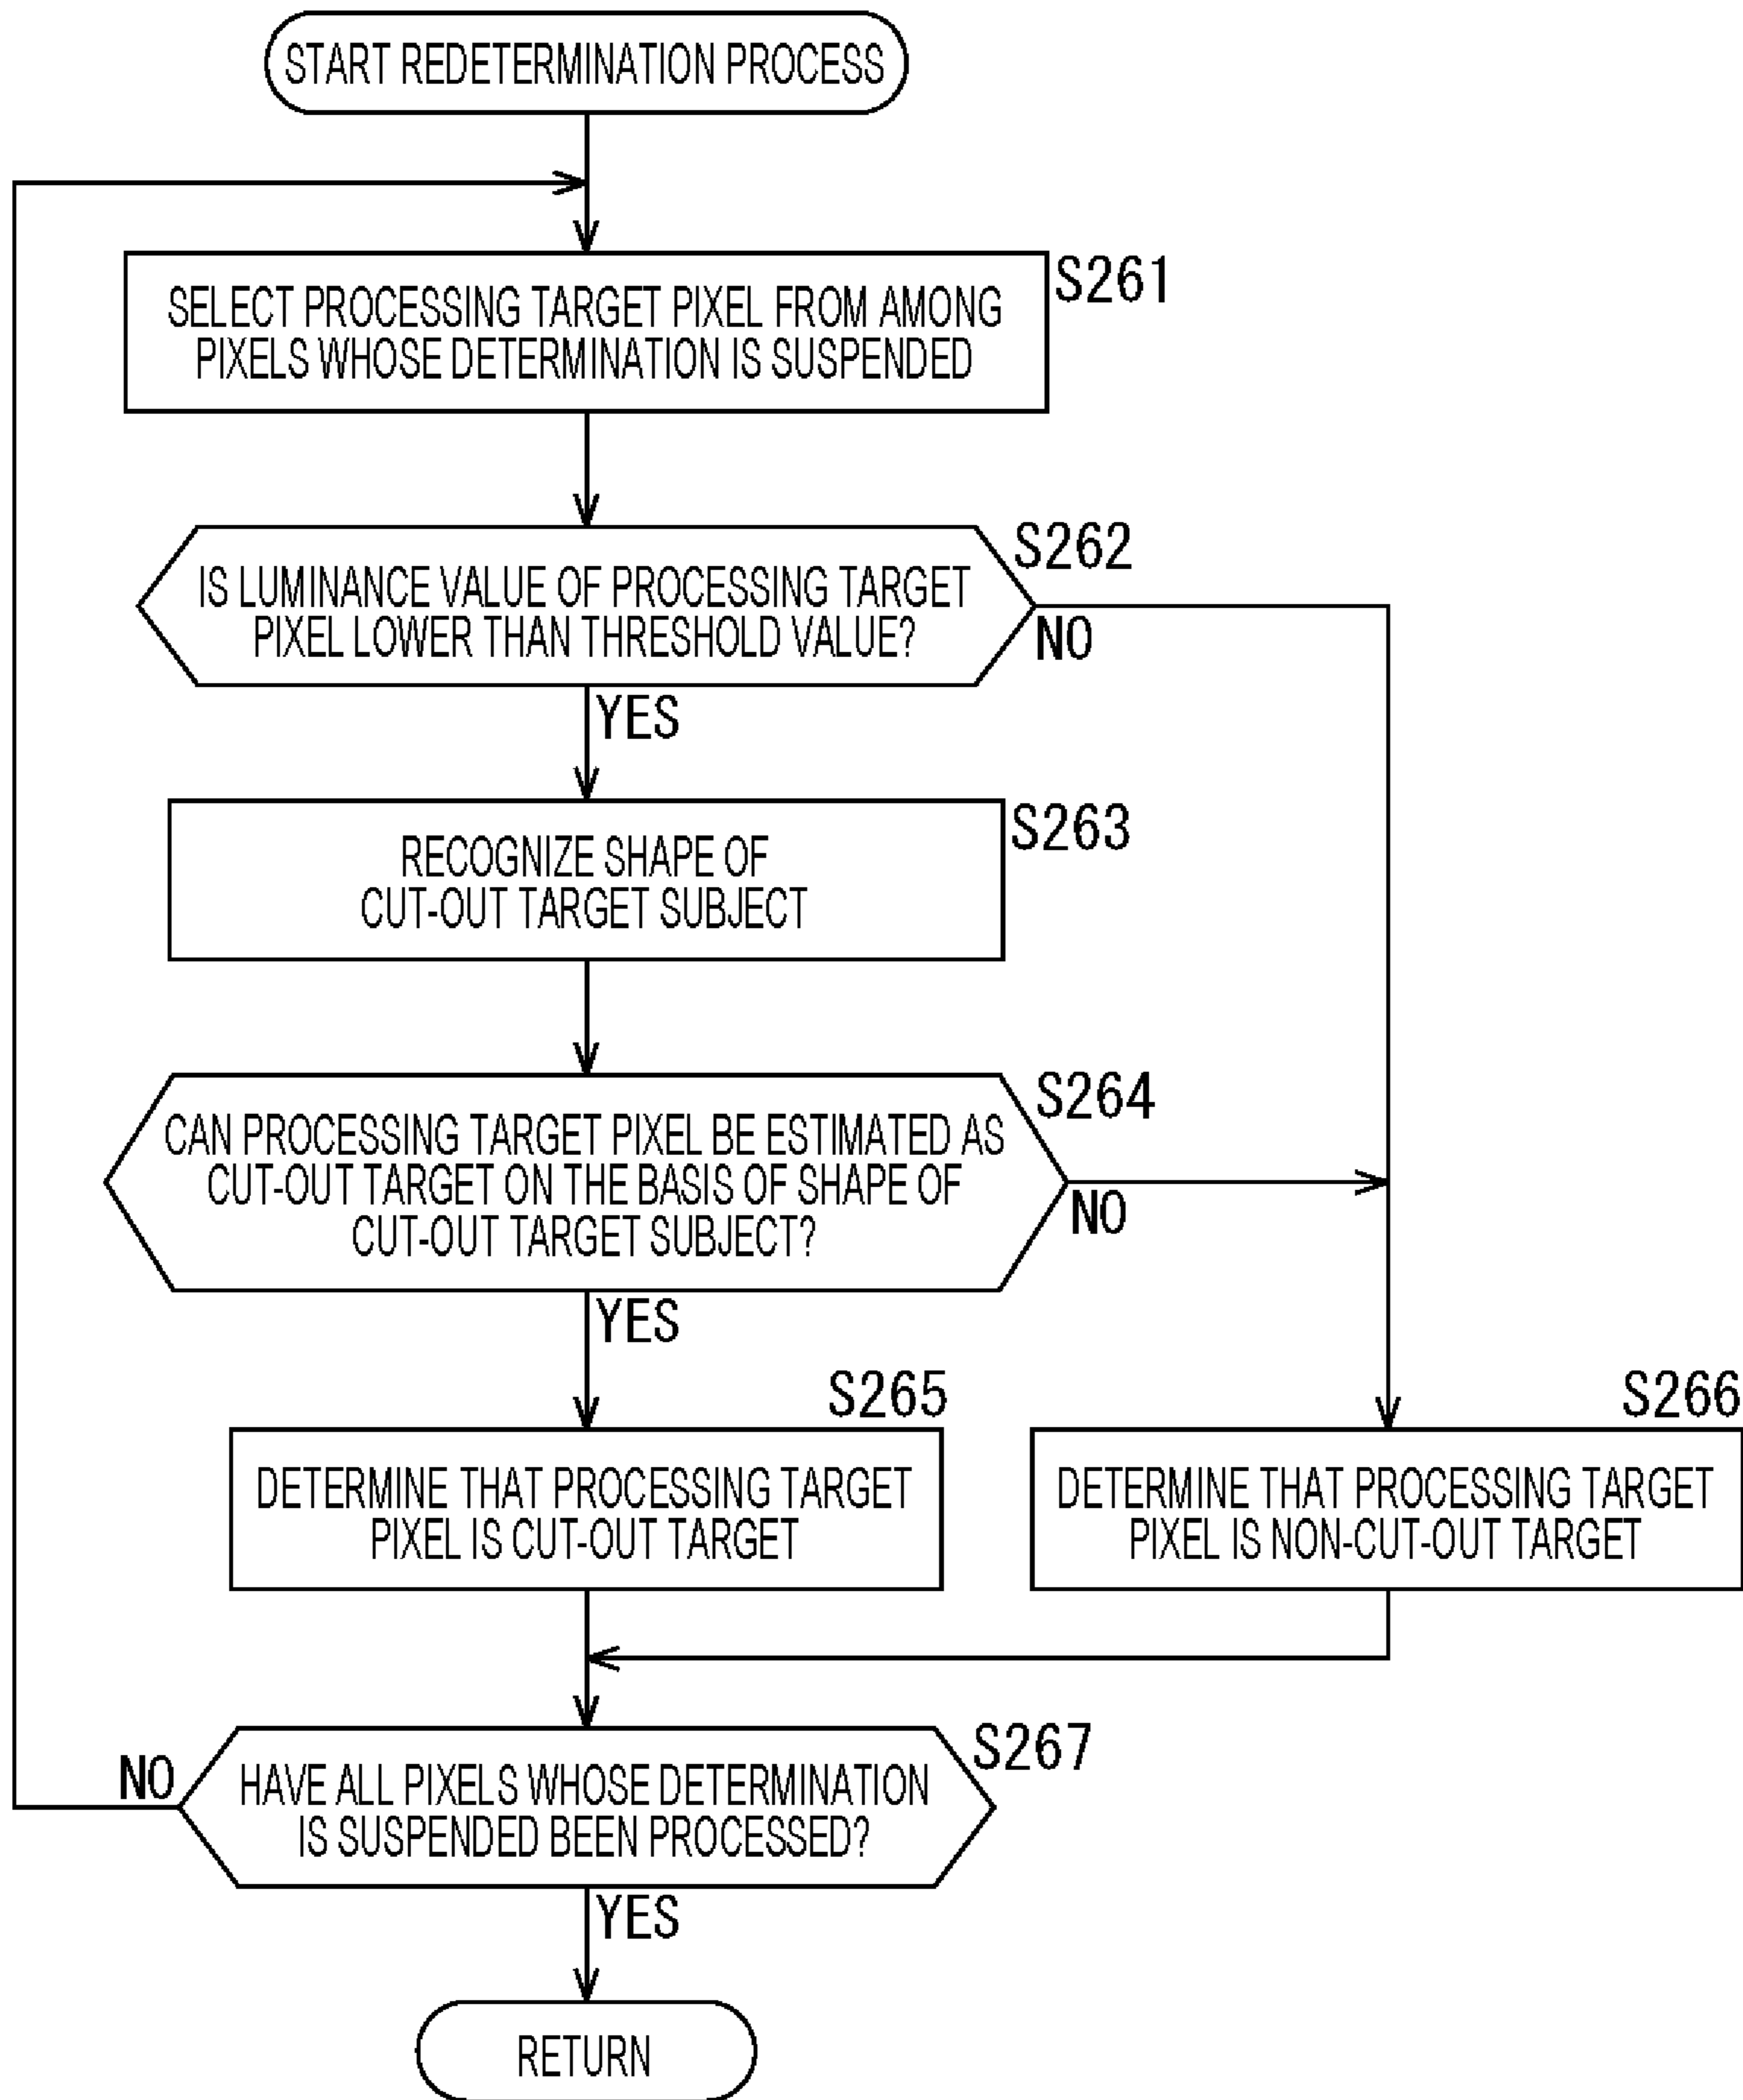 START REDETERMINATION PROCESS
S261
SELECT PROCESSING TARGET PIXEL FROM AMONG
PIXELS WHOSE DETERMINATION IS SUSPENDED
S262
IS LUMINANCE VALUE OF PROCESSING TARGET
PIXEL LOWER THAN THRESHOLD VALUE?
NO
YES
S263
RECOGNIZE SHAPE OF
CUT-OUT TARGET SUBJECT
S264
CAN PROCESSING TARGET PIXEL BE ESTIMATED AS
CUT-OUT TARGET ON THE BASIS OF SHAPE OF
CUT-OUT TARGET SUBJECT?
NO
YES
S265
DETERMINE THAT PROCESSING TARGET
PIXEL IS CUT-OUT TARGET
S266
DETERMINE THAT PROCESSING TARGET
PIXEL IS NON-CUT-OUT TARGET
S267
NO
HAVE ALL PIXELS WHOSE DETERMINATION
IS SUSPENDED BEEN PROCESSED?
YES
RETURN